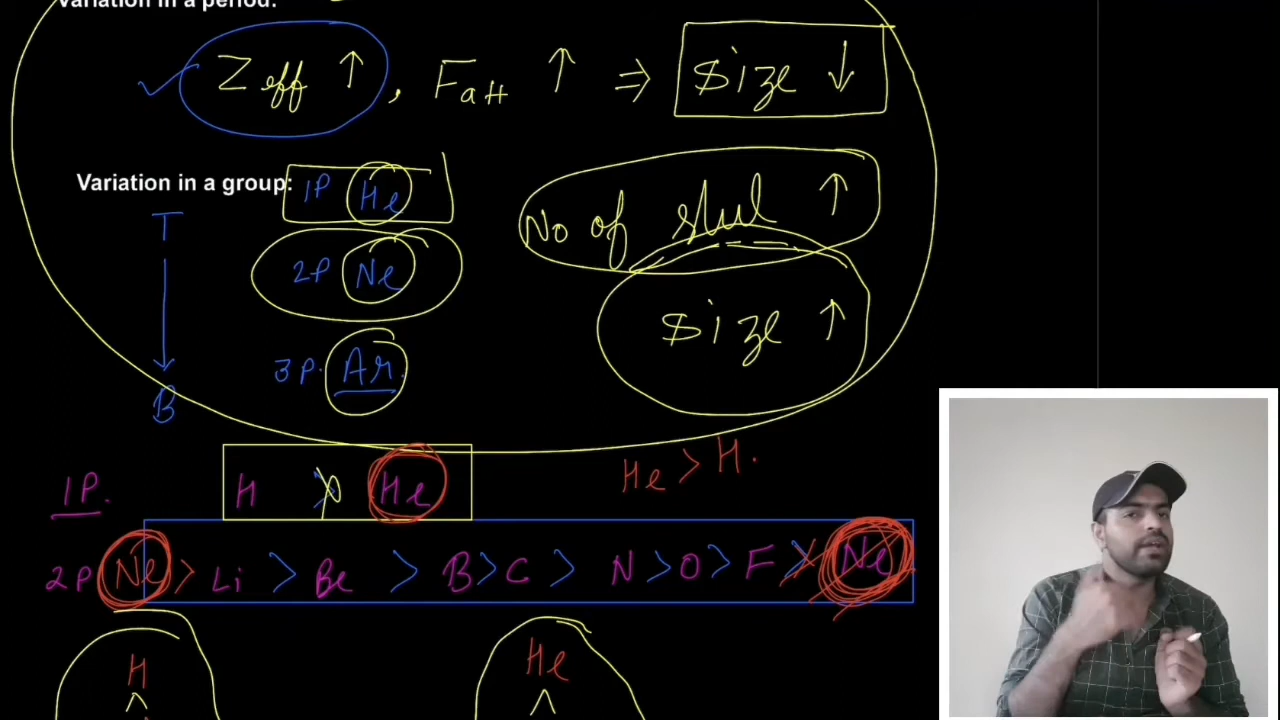 Variation in a period:
Zeff ↑, Fatt ↑ ⇒ Size ↓
Variation in a group:
1P He
No of shell ↑
T
2P Ne
Size ↑
3P. Ar
B
1P. H > He
He > H.
2P Ne > Li > Be > B > C > N > O > F > Ne
H
^
He
^